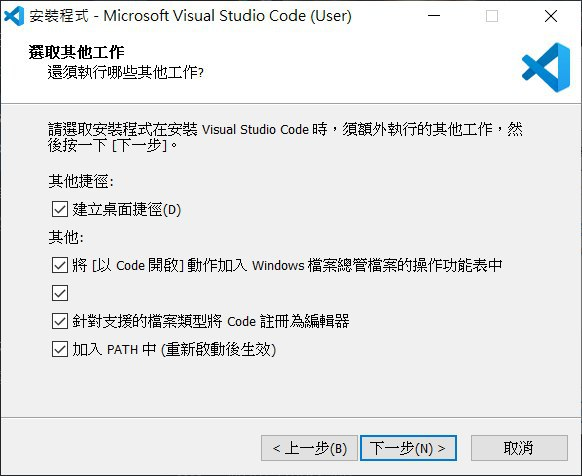 安裝程式 - Microsoft Visual Studio Code (User)
選取其他工作
還須執行哪些其他工作?
請選取安裝程式在安裝 Visual Studio Code 時，須額外執行的其他工作，然
後按一下 [下一步]。
其他捷徑:
建立桌面捷徑(D)
其他:
將 [以 Code 開啟] 動作加入 Windows 檔案總管檔案的操作功能表中
針對支援的檔案類型將 Code 註冊為編輯器
加入 PATH 中 (重新啟動後生效)
< 上一步(B) 下一步(N) > 取消